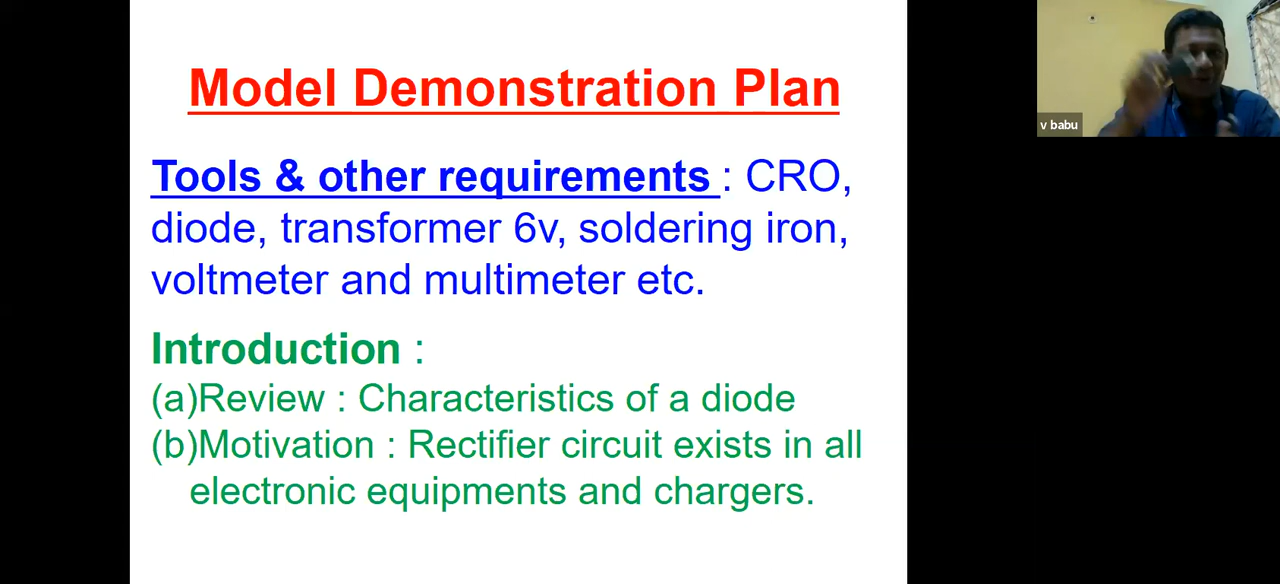 Model Demonstration Plan
Tools & other requirements : CRO,
diode, transformer 6v, soldering iron,
voltmeter and multimeter etc.
Introduction :
(a)Review : Characteristics of a diode
(b)Motivation : Rectifier circuit exists in all
electronic equipments and chargers.
v babu